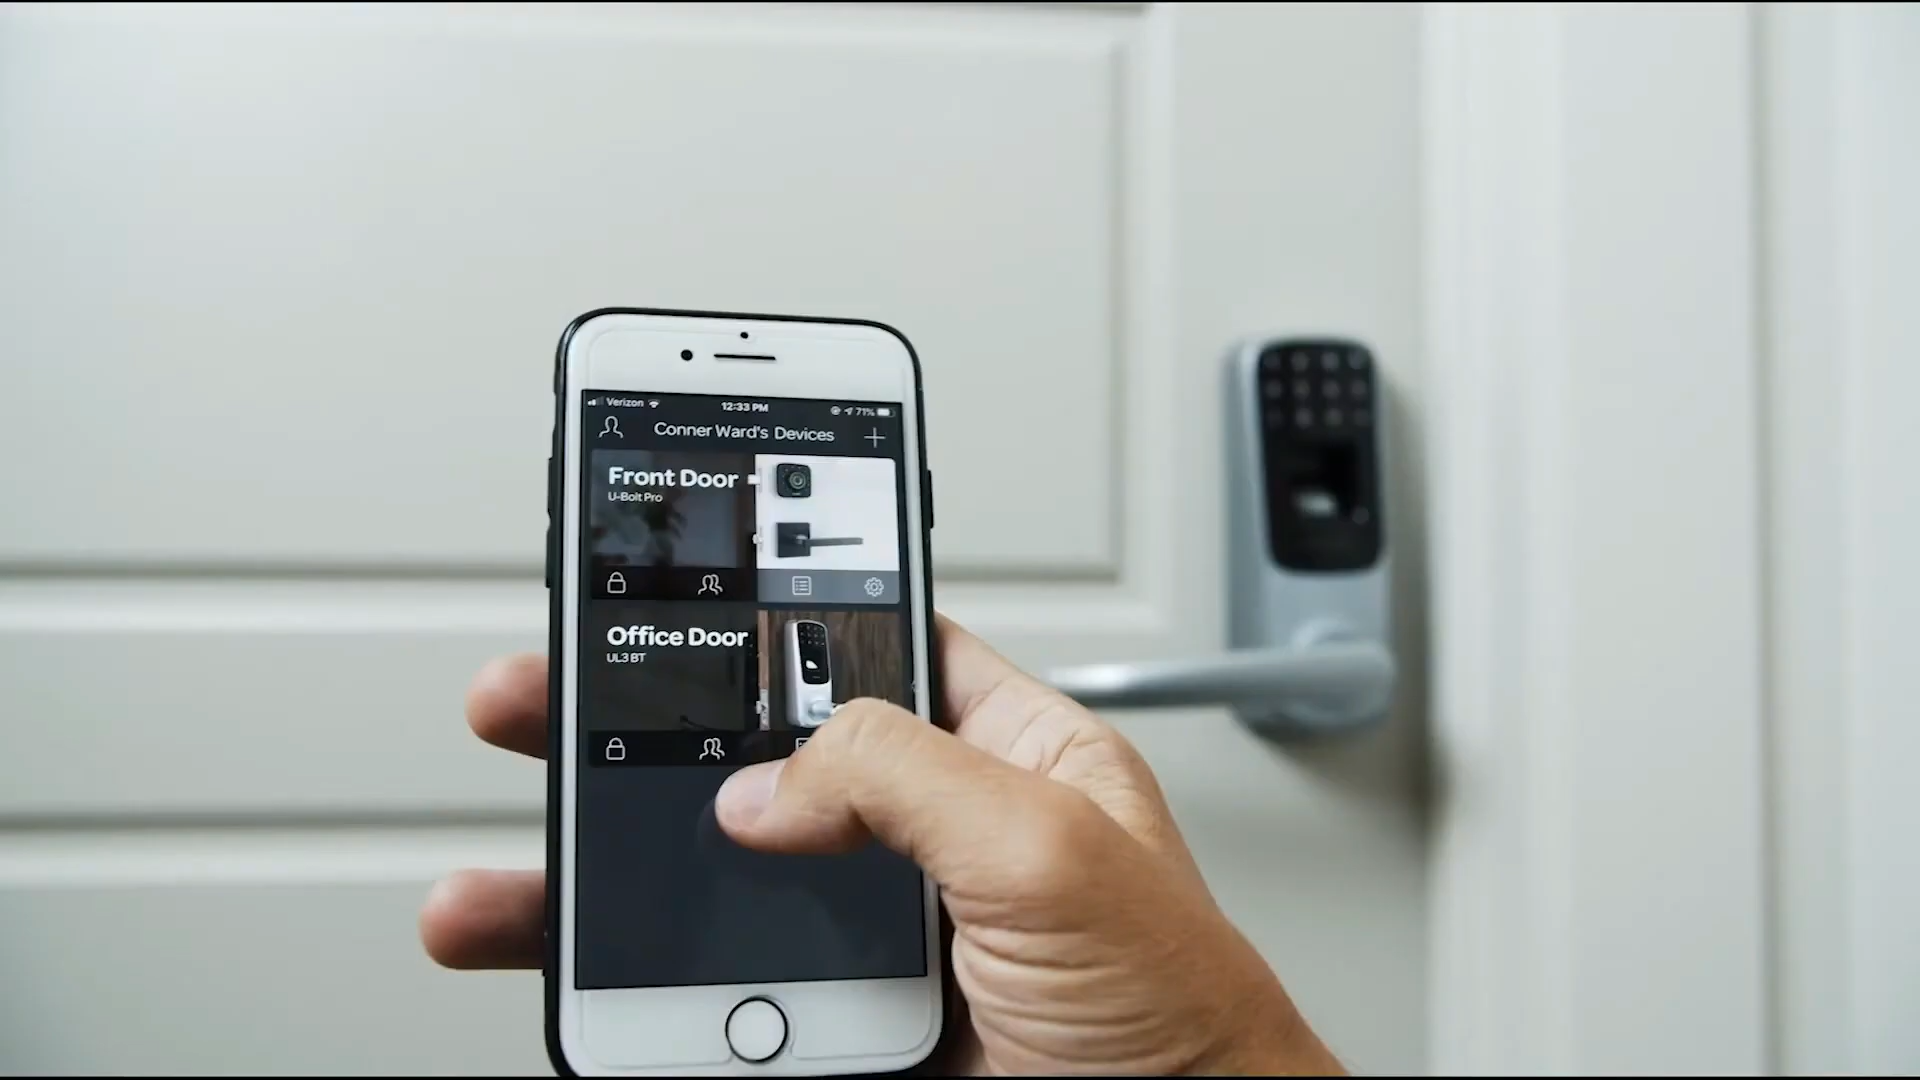 Verizon 12:33 PM 71%
Conner Ward's Devices
Front Door
U-Bolt Pro
Office Door
UL3 BT